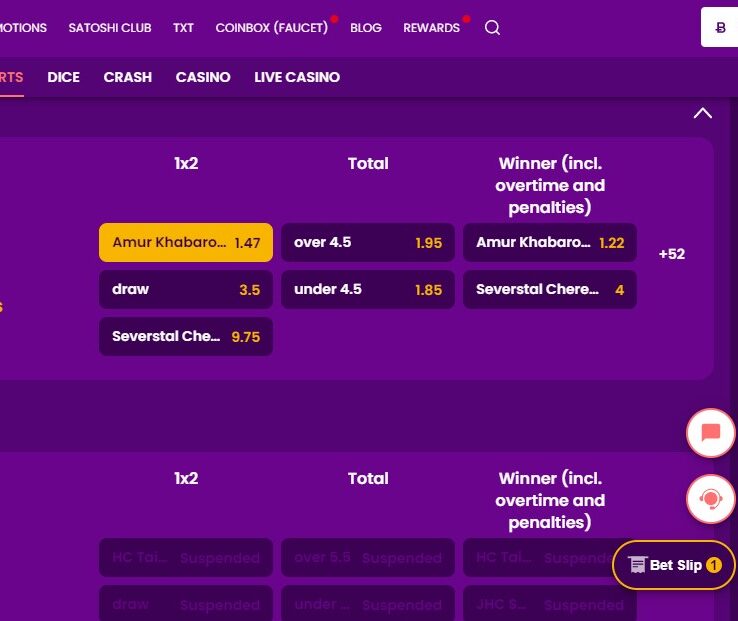 MOTIONS SATOSHI CLUB TXT COINBOX (FAUCET) BLOG REWARDS
RTS DICE CRASH CASINO LIVE CASINO
1x2 Total Winner (incl. overtime and penalties)
Amur Khabaro... 1.47 over 4.5 1.95 Amur Khabaro... 1.22 +52
draw 3.5 under 4.5 1.85 Severstal Chere... 4
Severstal Che... 9.75
1x2 Total Winner (incl. overtime and penalties)
HC Tai... Suspended over 5.5 Suspended HC Tai... Suspend
Bet Slip 1
draw Suspended under ... Suspended JHC S... Suspended